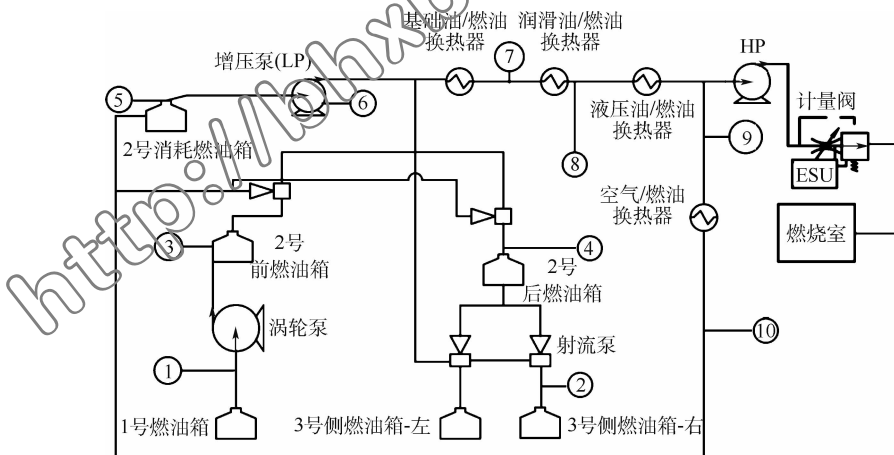 基础油/燃油
换热器
润滑油/燃油
换热器
HP
增压泵(LP)
⑦
计量阀
⑤
⑥
液压油/燃油
换热器
2号消耗燃油箱
⑧
⑨
ESU
空气/燃油
换热器
燃烧室
③
2号
前燃油箱
④
2号
后燃油箱
涡轮泵
射流泵
⑩
①
②
1号燃油箱
3号侧燃油箱-左
3号侧燃油箱-右